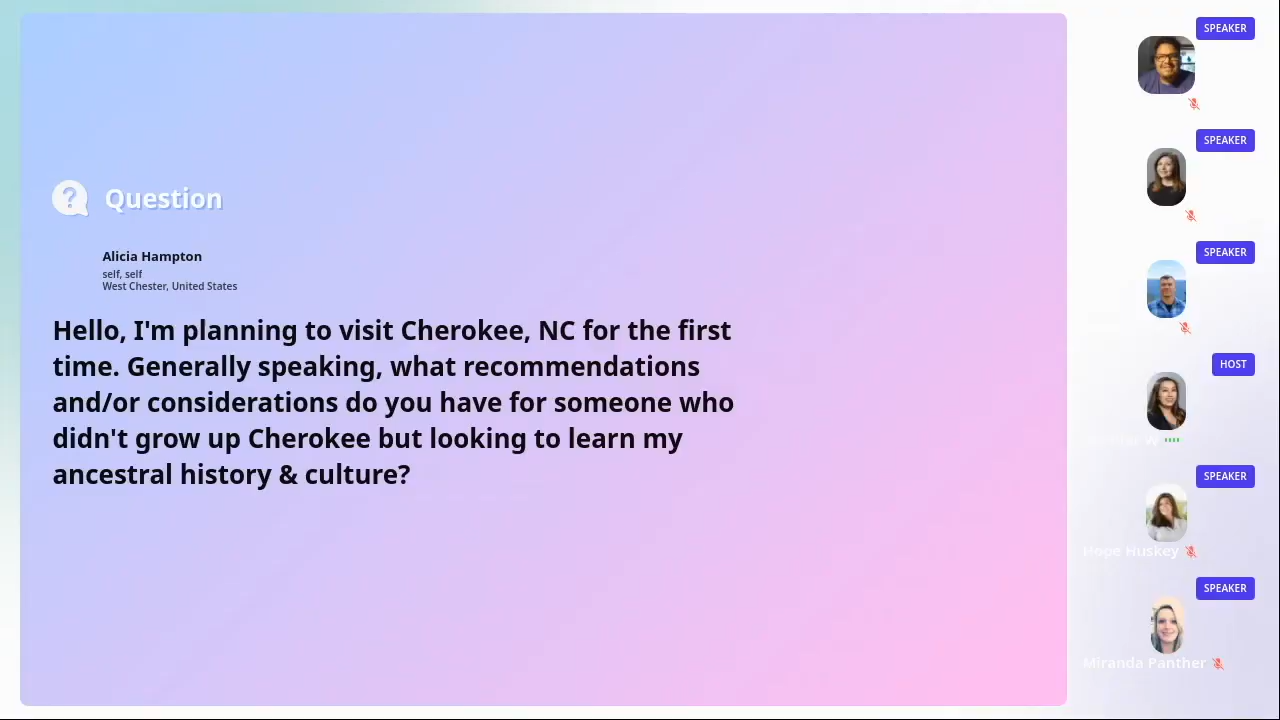 Question
Alicia Hampton
self, self
West Chester, United States
Hello, I'm planning to visit Cherokee, NC for the first
time. Generally speaking, what recommendations
and/or considerations do you have for someone who
didn't grow up Cherokee but looking to learn my
ancestral history & culture?
SPEAKER
SPEAKER
SPEAKER
HOST
SPEAKER
Hope Huskey
SPEAKER
Miranda Panther